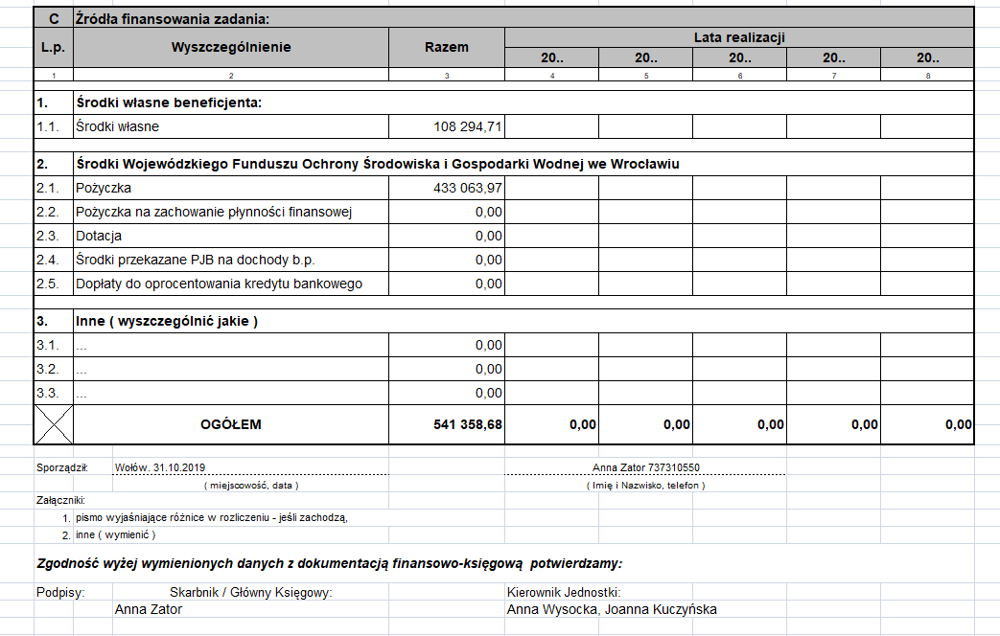 C Źródła finansowania zadania:
L.p. Wyszczególnienie Razem Lata realizacji
20.. 20.. 20.. 20.. 20..
1 2 3 4 5 6 7 8
1. Środki własne beneficjenta:
1.1. Środki własne 108 294,71
2. Środki Wojewódzkiego Funduszu Ochrony Środowiska i Gospodarki Wodnej we Wrocławiu
2.1. Pożyczka 433 063,97
2.2. Pożyczka na zachowanie płynności finansowej 0,00
2.3. Dotacja 0,00
2.4. Środki przekazane PJB na dochody b.p. 0,00
2.5. Dopłaty do oprocentowania kredytu bankowego 0,00
3. Inne ( wyszczególnić jakie )
3.1. ... 0,00
3.2. ... 0,00
3.3. ... 0,00
OGÓŁEM 541 358,68 0,00 0,00 0,00 0,00 0,00
Sporządził: Wołów. 31.10.2019 Anna Zator 737310550
( miejscowość, data ) ( Imię i Nazwisko, telefon )
Załączniki:
1. pismo wyjaśniające różnice w rozliczeniu - jeśli zachodzą,
2. inne ( wymienić )
Zgodność wyżej wymienionych danych z dokumentacją finansowo-księgową potwierdzamy:
Podpisy: Skarbnik / Główny Księgowy: Kierownik Jednostki:
Anna Zator Anna Wysocka, Joanna Kuczyńska